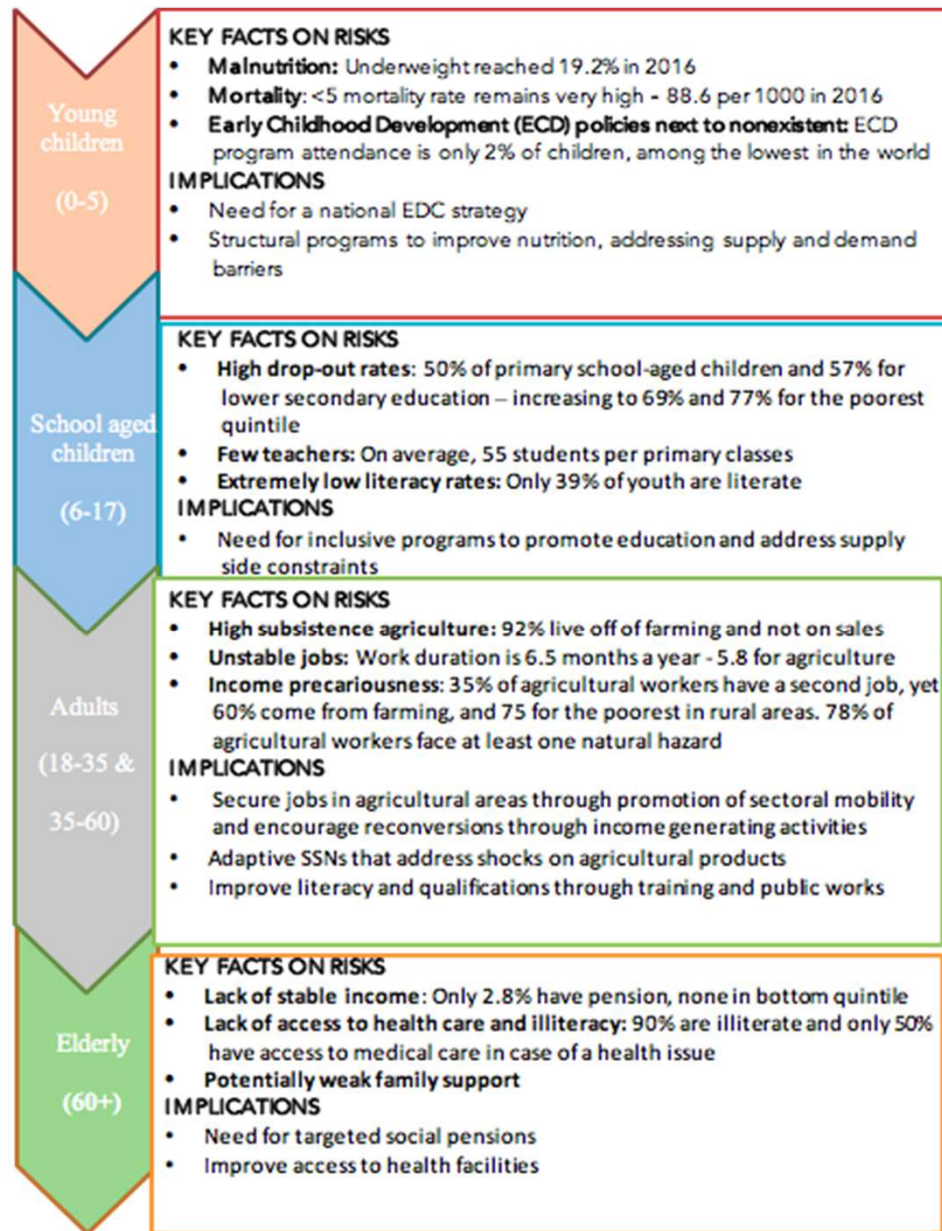 Young
children
(0-5)
KEY FACTS ON RISKS
• Malnutrition: Underweight reached 19.2% in 2016
• Mortality: <5 mortality rate remains very high - 88.6 per 1000 in 2016
• Early Childhood Development (ECD) policies next to nonexistent: ECD
program attendance is only 2% of children, among the lowest in the world
IMPLICATIONS
• Need for a national EDC strategy
• Structural programs to improve nutrition, addressing supply and demand
barriers
School aged
children
(6-17)
KEY FACTS ON RISKS
• High drop-out rates: 50% of primary school-aged children and 57% for
lower secondary education – increasing to 69% and 77% for the poorest
quintile
• Few teachers: On average, 55 students per primary classes
• Extremely low literacy rates: Only 39% of youth are literate
IMPLICATIONS
• Need for inclusive programs to promote education and address supply
side constraints
Adults
(18-35 &
35-60)
KEY FACTS ON RISKS
• High subsistence agriculture: 92% live off of farming and not on sales
• Unstable jobs: Work duration is 6.5 months a year - 5.8 for agriculture
• Income precariousness: 35% of agricultural workers have a second job, yet
60% come from farming, and 75 for the poorest in rural areas. 78% of
agricultural workers face at least one natural hazard
IMPLICATIONS
• Secure jobs in agricultural areas through promotion of sectoral mobility
and encourage reconversions through income generating activities
• Adaptive SSNs that address shocks on agricultural products
• Improve literacy and qualifications through training and public works
Elderly
(60+)
KEY FACTS ON RISKS
• Lack of stable income: Only 2.8% have pension, none in bottom quintile
• Lack of access to health care and illiteracy: 90% are illiterate and only 50%
have access to medical care in case of a health issue
• Potentially weak family support
IMPLICATIONS
• Need for targeted social pensions
• Improve access to health facilities